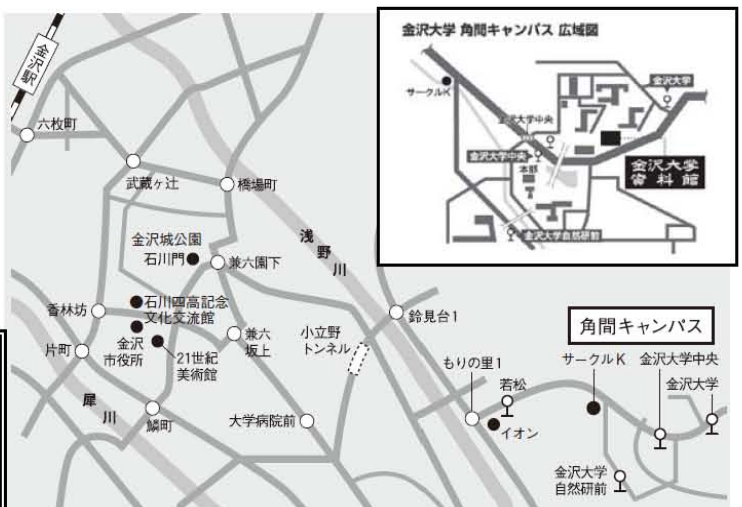 金沢駅
六枚町
武蔵ヶ辻
橋場町
金沢城公園
石川門
兼六園下
浅野川
香林坊
石川四高記念
文化交流館
片町
金沢
市役所
21世紀
美術館
兼六
坂上
小立野
トンネル
鈴見台1
犀川
鱗町
大学病院前
もりの里1
若松
イオン
角間キャンパス
サークルK
金沢大学中央
金沢大学
金沢大学
自然研前
金沢大学 角間キャンパス 広域図
サークルK
金沢大学
金沢大学中央
金沢大学中央
本部
金沢大学
資料館
金沢大学自然研前